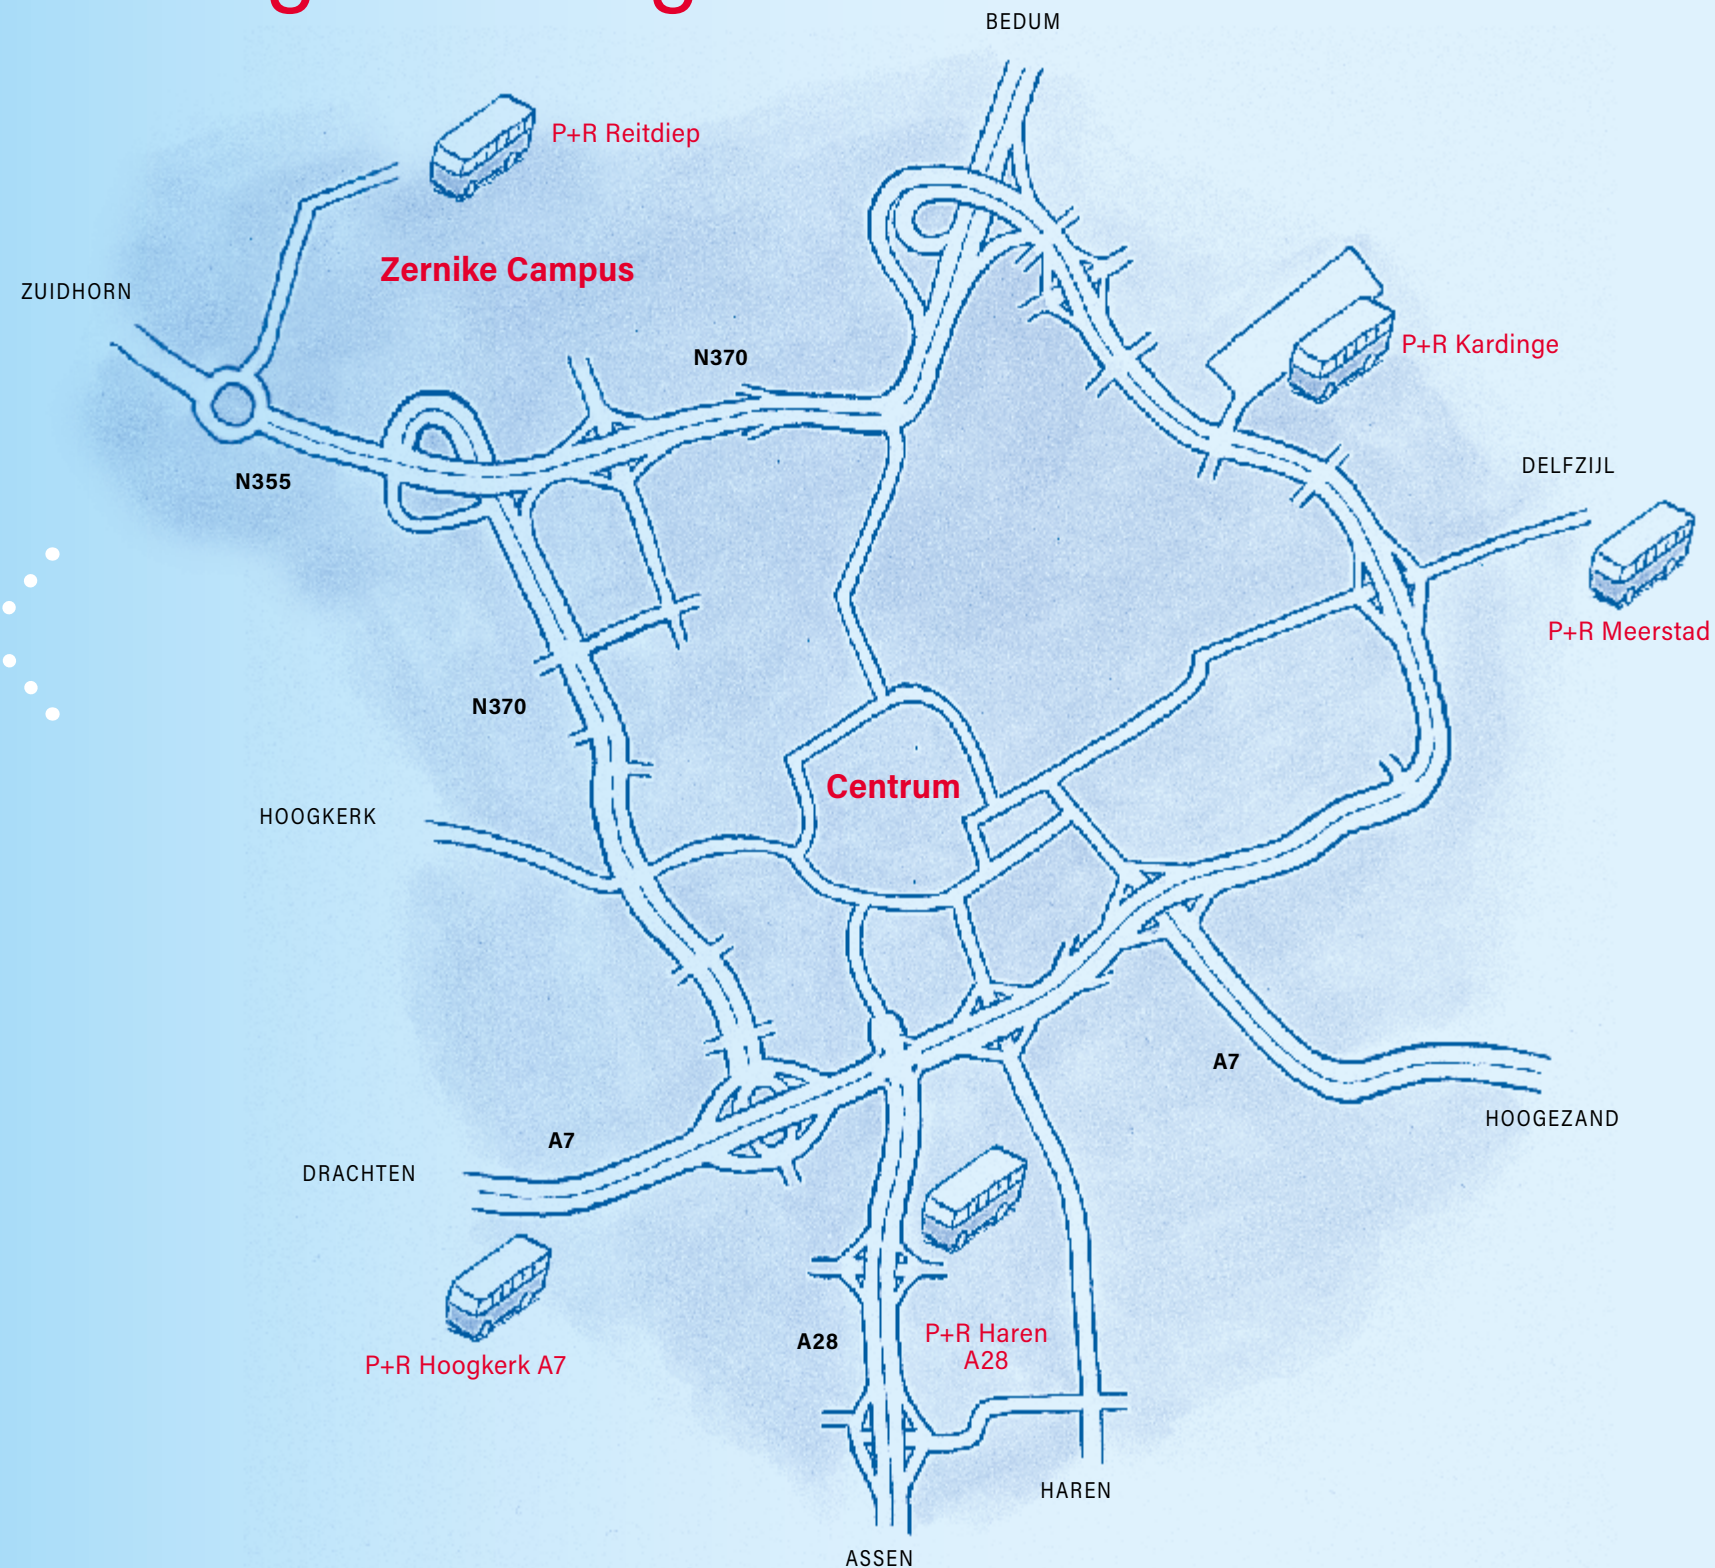 BEDUM
P+R Reitdiep
Zernike Campus
ZUIDHORN
P+R Kardinge
N370
DELFZIJL
N355
P+R Meerstad
N370
Centrum
HOOGKERK
A7
HOOGEZAND
A7
DRACHTEN
P+R Haren
A28
A28
P+R Hoogkerk A7
HAREN
ASSEN